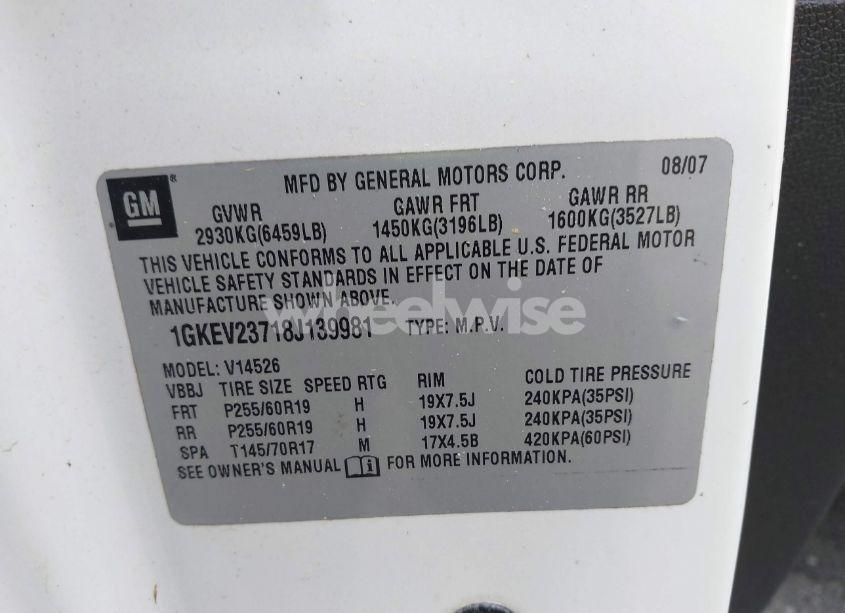 GM
MFD BY GENERAL MOTORS CORP. 08/07
GVWR GAWR FRT GAWR RR
2930KG(6459LB) 1450KG(3196LB) 1600KG(3527LB)
THIS VEHICLE CONFORMS TO ALL APPLICABLE U.S. FEDERAL MOTOR
VEHICLE SAFETY STANDARDS IN EFFECT ON THE DATE OF
MANUFACTURE SHOWN ABOVE.
wheelwise
1GKEV23718J139981 TYPE: M.P.V.
MODEL: V14526
VBBJ TIRE SIZE SPEED RTG RIM COLD TIRE PRESSURE
FRT P255/60R19 H 19X7.5J 240KPA(35PSI)
RR P255/60R19 H 19X7.5J 240KPA(35PSI)
SPA T145/70R17 M 17X4.5B 420KPA(60PSI)
SEE OWNER'S MANUAL FOR MORE INFORMATION.